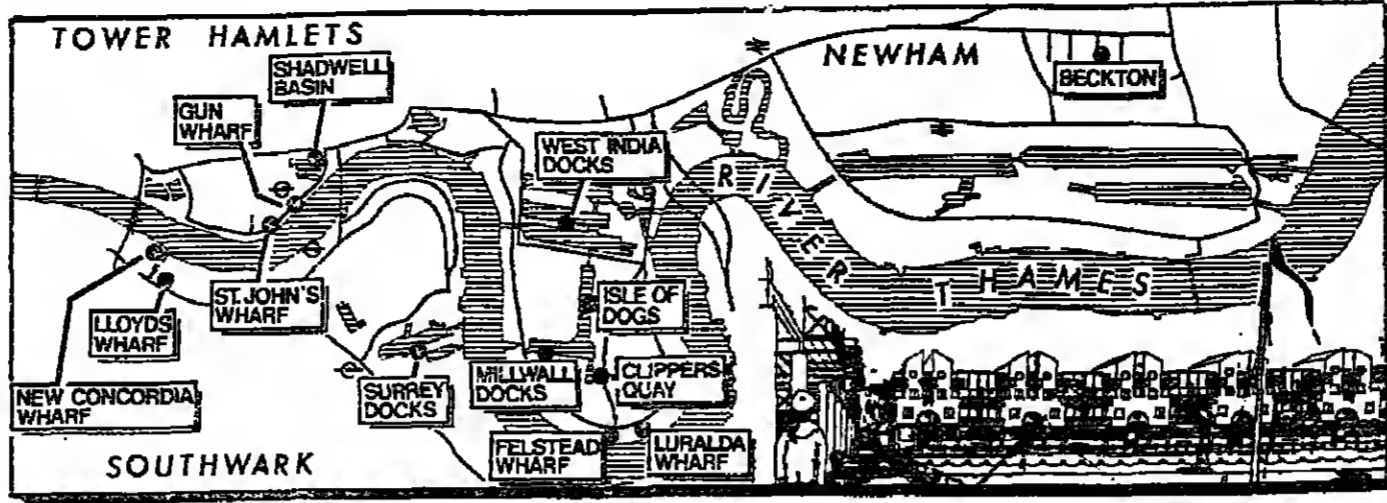 TOWER HAMLETS
NEWHAM
SHADWELL
BASIN
BECKTON
GUN
WHARF
WEST INDIA
DOCKS
RIVER THAMES
ST. JOHN'S
WHARF
ISLE OF
DOGS
LLOYDS
WHARF
NEW CONCORDIA
WHARF
SURREY
DOCKS
MILLWALL
DOCKS
CLIPPERS
QUAY
FELSTEAD
WHARF
LURALDA
WHARF
SOUTHWARK